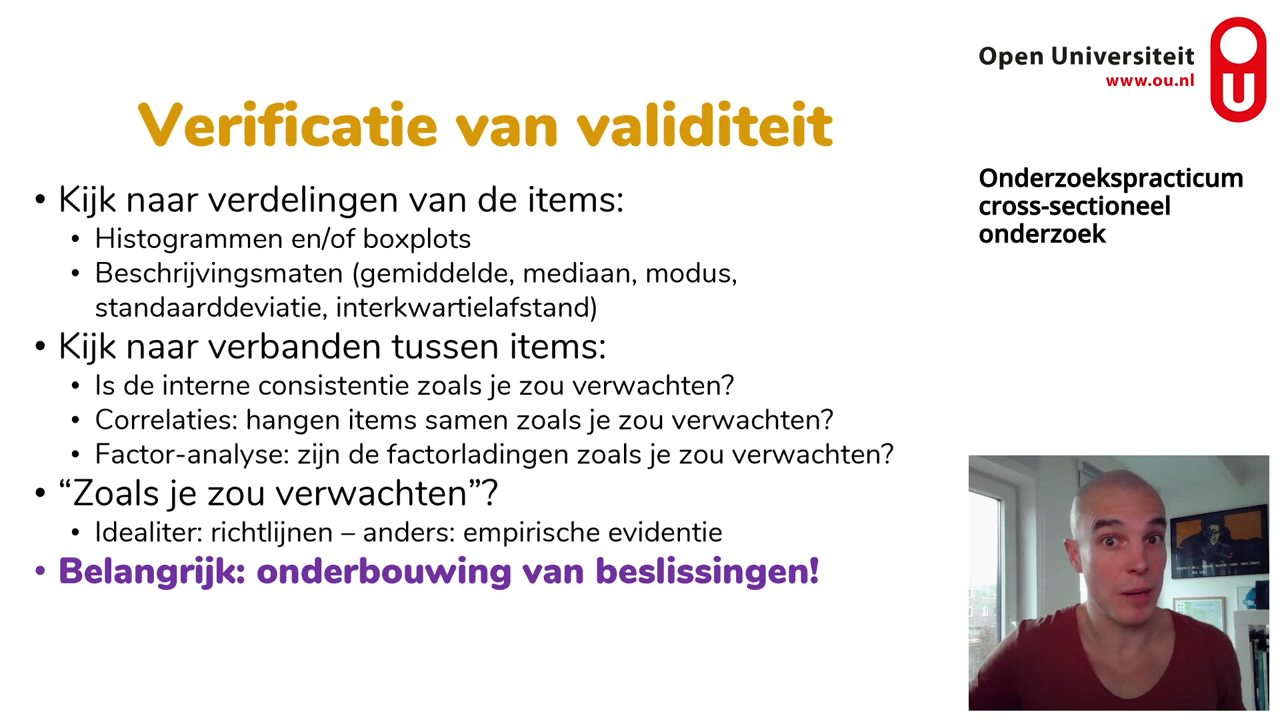 Open Universiteit
www.ou.nl
Verificatie van validiteit
Onderzoekspracticum
cross-sectioneel
onderzoek
• Kijk naar verdelingen van de items:
• Histogrammen en/of boxplots
• Beschrijvingsmaten (gemiddelde, mediaan, modus,
standaarddeviatie, interkwartielafstand)
• Kijk naar verbanden tussen items:
• Is de interne consistentie zoals je zou verwachten?
• Correlaties: hangen items samen zoals je zou verwachten?
• Factor-analyse: zijn de factorladingen zoals je zou verwachten?
• “Zoals je zou verwachten”?
• Idealiter: richtlijnen – anders: empirische evidentie
• Belangrijk: onderbouwing van beslissingen!